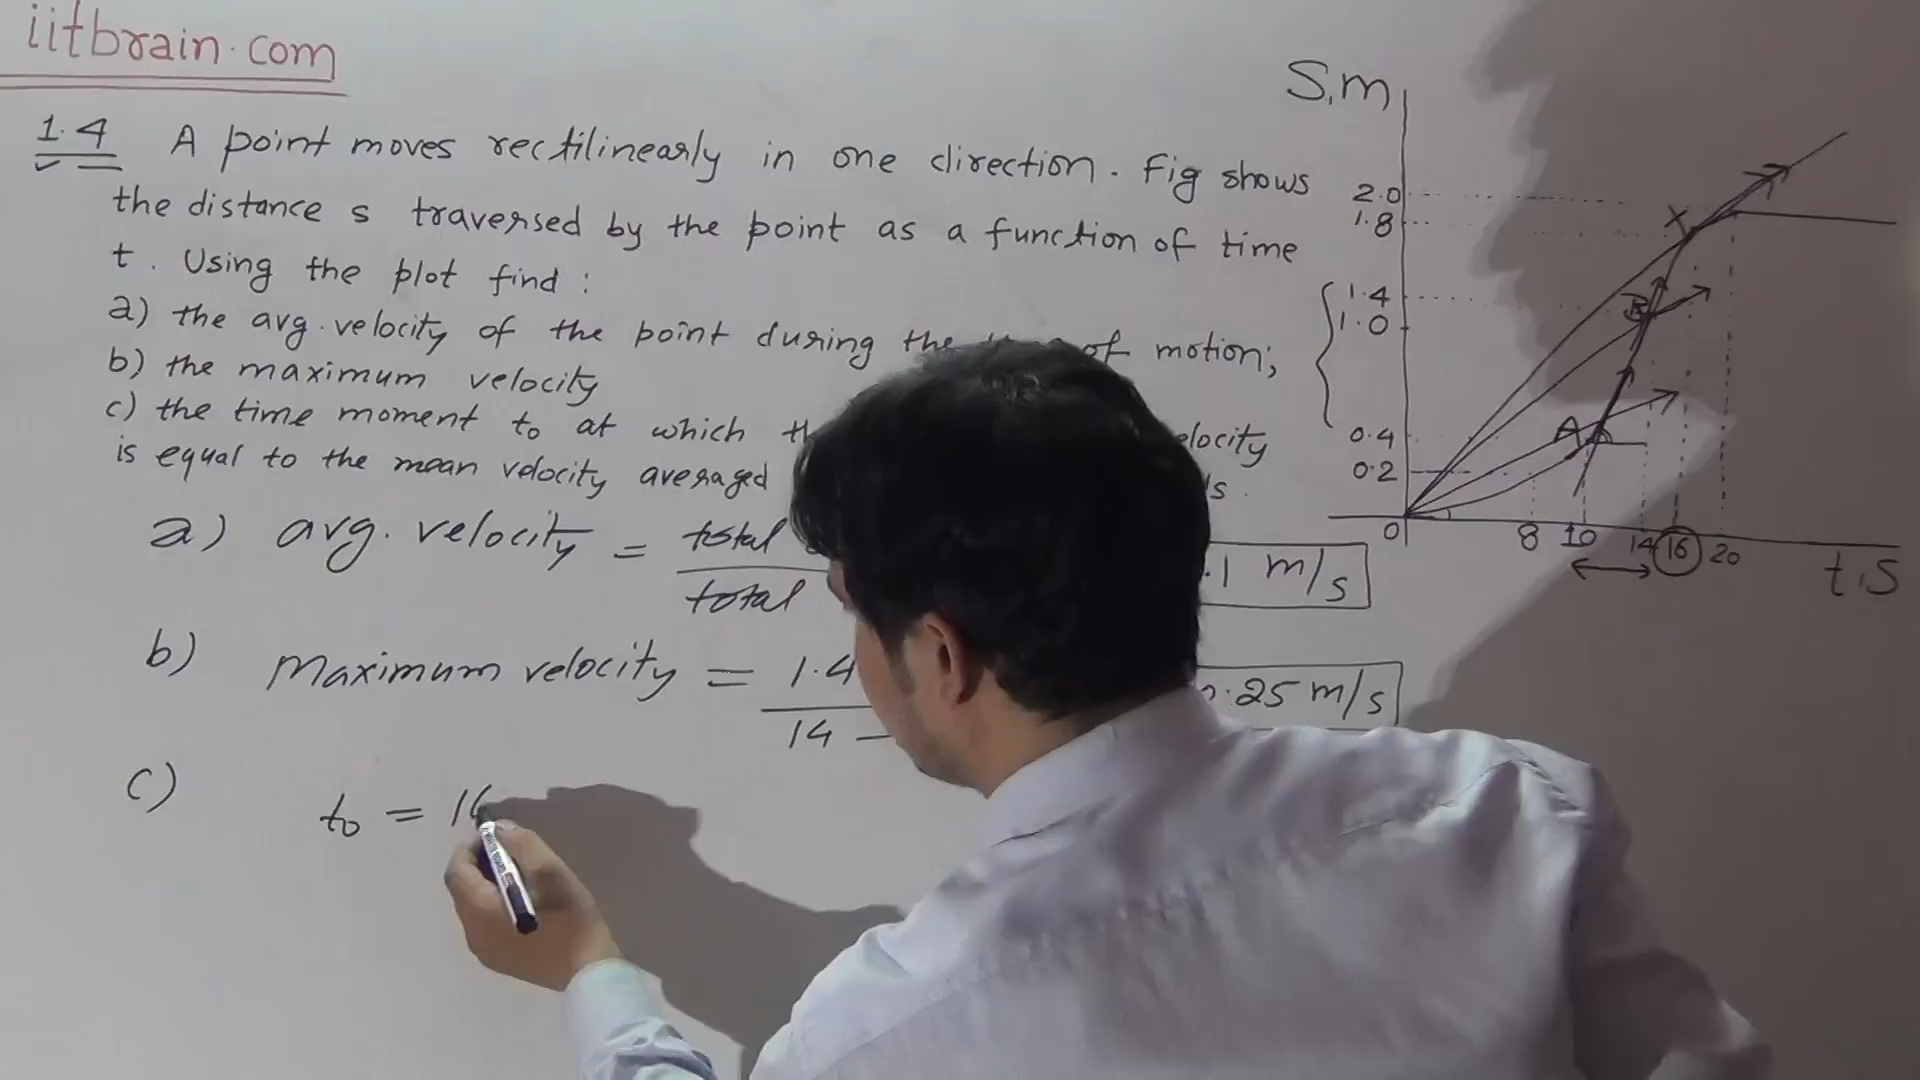 iitbrain.com
1.4 A point moves rectilinearly in one direction. Fig shows
the distance s traversed by the point as a function of time
t. Using the plot find:
a) the avg. velocity of the point during the of motion;
b) the maximum velocity
c) the time moment to at which
is equal to the mean velocity averaged
a) avg. velocity = total
total
.1 m/s
b) Maximum velocity = 1.4
14 –
.25 m/s
c) to = 16
S,m
2.0
1.8
1.4
1.0
0.4
0.2
0 8 10 14 16 20
t,s
X
B
A